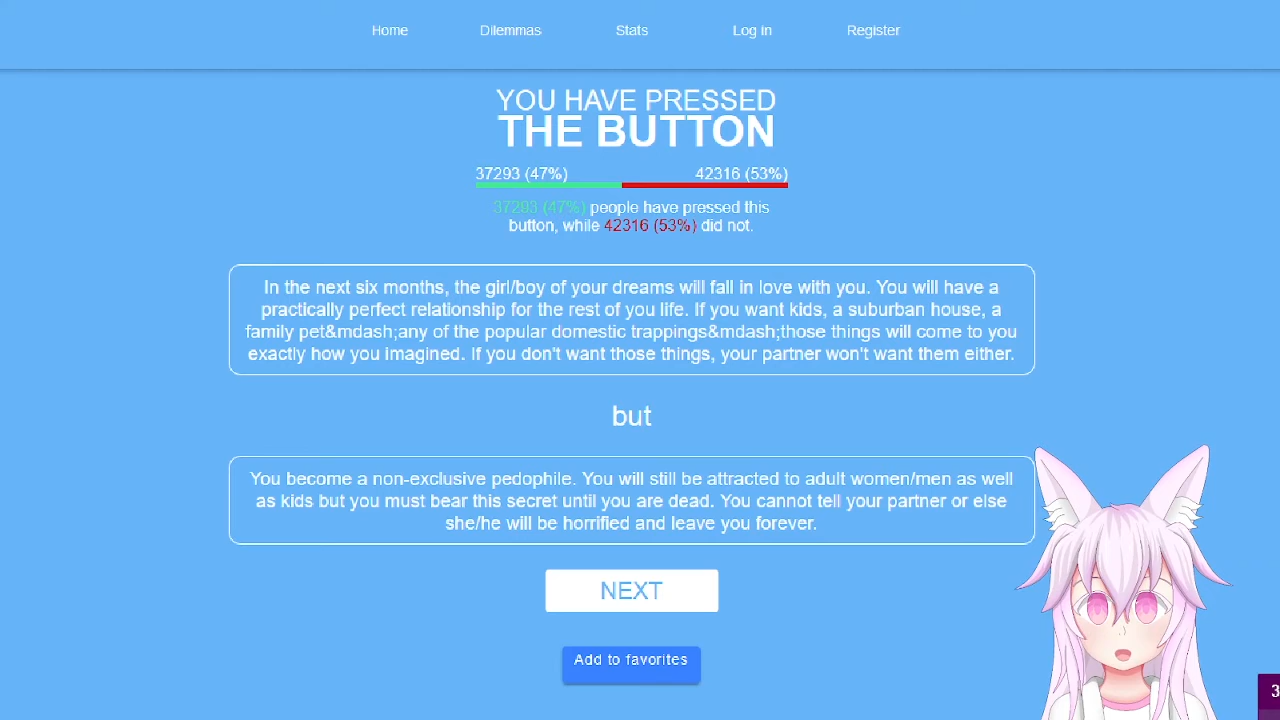 Home Dilemmas Stats Log in Register
YOU HAVE PRESSED
THE BUTTON
37293 (47%) 42316 (53%)
37293 (47%) people have pressed this
button, while 42316 (53%) did not.
In the next six months, the girl/boy of your dreams will fall in love with you. You will have a
practically perfect relationship for the rest of you life. If you want kids, a suburban house, a
family pet&mdash;any of the popular domestic trappings&mdash;those things will come to you
exactly how you imagined. If you don't want those things, your partner won't want them either.
but
You become a non-exclusive pedophile. You will still be attracted to adult women/men as well
as kids but you must bear this secret until you are dead. You cannot tell your partner or else
she/he will be horrified and leave you forever.
NEXT
Add to favorites
3